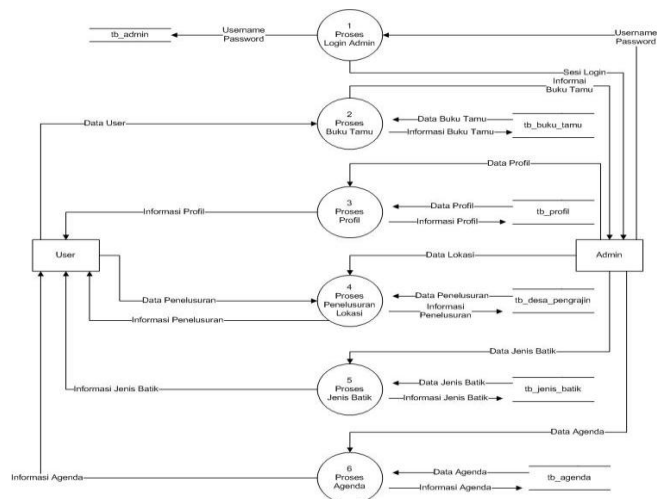 1
Proses
Login Admin
Username
Password
tb_admin
Username
Password
Sesi Login
Informai
Buku Tamu
2
Proses
Buku Tamu
Data User
Data Buku Tamu
Informasi Buku Tamu
tb_buku_tamu
Data Profil
3
Proses
Profil
Informasi Profil
Data Profil
Informasi Profil
tb_profil
User
Admin
Data Lokasi
4
Proses
Penelusuran
Lokasi
Data Penelusuran
Informasi Penelusuran
Data Penelusuran
Informasi
Penelusuran
tb_desa_pengrajin
Data Jenis Batik
5
Proses
Jenis Batik
Informasi Jenis Batik
Data Jenis Batik
Informasi Jenis Batik
tb_jenis_batik
Data Agenda
6
Proses
Agenda
Informasi Agenda
Data Agenda
Informasi Agenda
tb_agenda